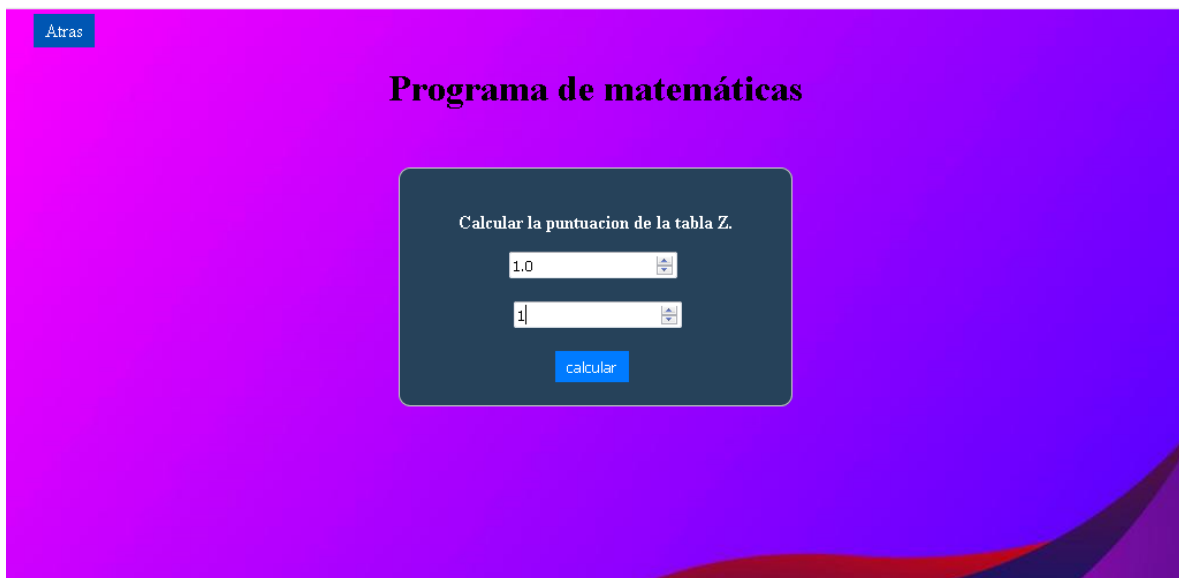 Atras
Programa de matemáticas
Calcular la puntuacion de la tabla Z.
1.0
1
calcular